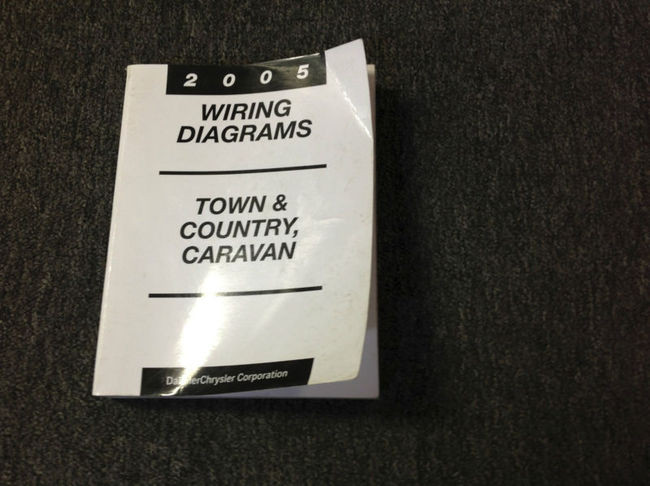 2005
WIRING
DIAGRAMS
TOWN &
COUNTRY,
CARAVAN
DaimlerChrysler Corporation